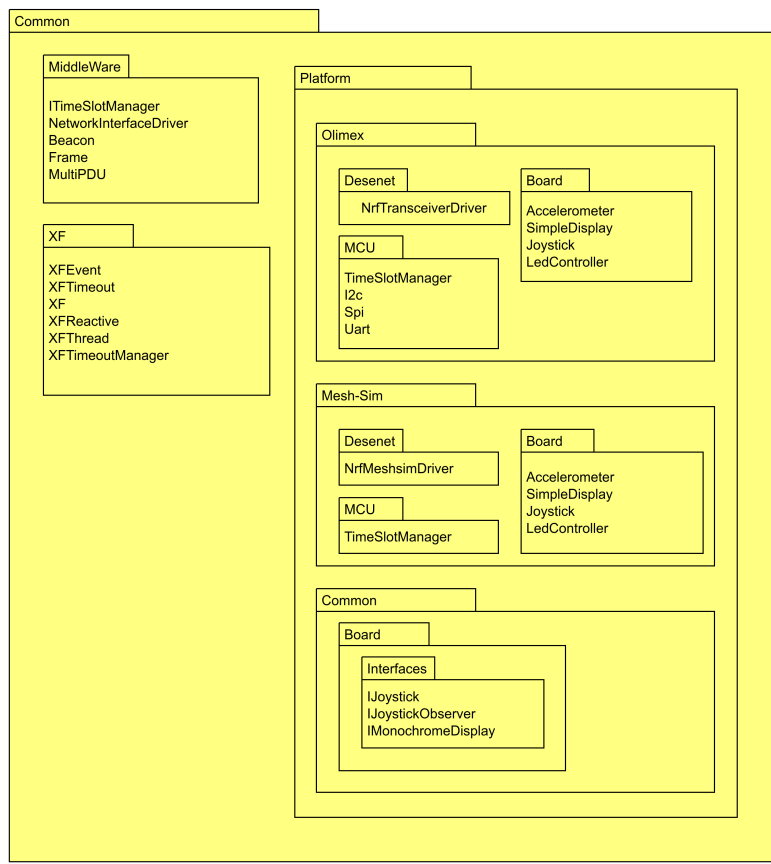 Common
MiddleWare
ITimeSlotManager
NetworkInterfaceDriver
Beacon
Frame
MultiPDU
XF
XFEvent
XFTimeout
XF
XFReactive
XFThread
XFTimeoutManager
Platform
Olimex
Desenet
NrfTransceiverDriver
MCU
TimeSlotManager
I2c
Spi
Uart
Board
Accelerometer
SimpleDisplay
Joystick
LedController
Mesh-Sim
Desenet
NrfMeshsimDriver
MCU
TimeSlotManager
Board
Accelerometer
SimpleDisplay
Joystick
LedController
Common
Board
Interfaces
IJoystick
IJoystickObserver
IMonochromeDisplay